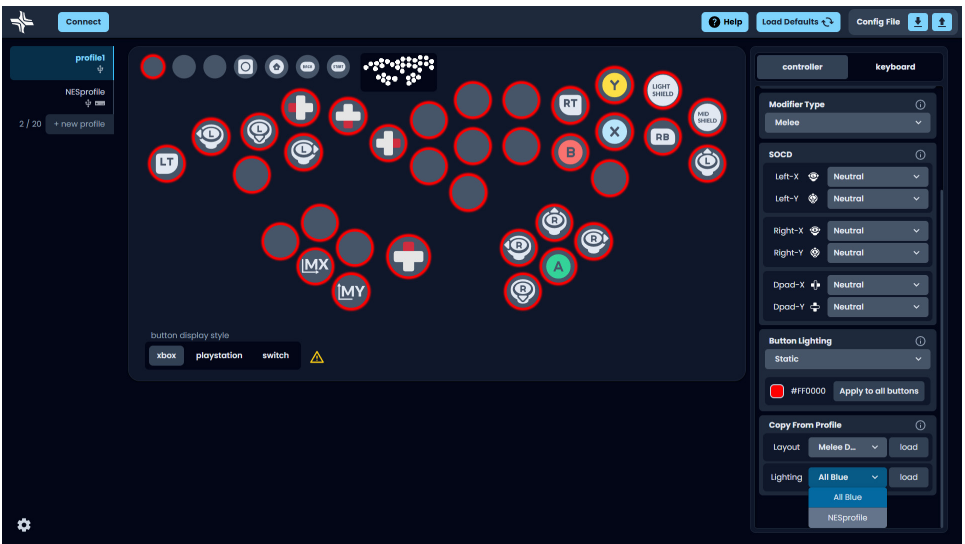 Connect
? Help
Load Defaults
Config File
profile1
NESprofile
2 / 20
+ new profile
START
LT
L
L
L
RT
Y
LIGHT SHIELD
MID SHIELD
X
RB
B
L
MX
MY
R
R
R
A
R
button display style
xbox
playstation
switch
controller
keyboard
Modifier Type
Melee
SOCD
Left-X Neutral
Left-Y Neutral
Right-X Neutral
Right-Y Neutral
Dpad-X Neutral
Dpad-Y Neutral
Button Lighting
Static
#FF0000 Apply to all buttons
Copy From Profile
Layout Melee D... load
Lighting All Blue load
All Blue
NESprofile